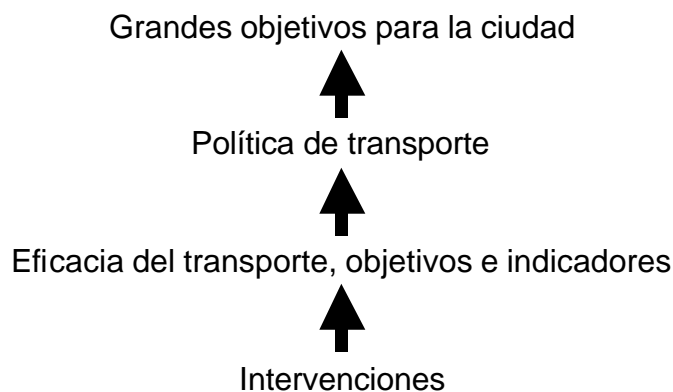 Grandes objetivos para la ciudad
Política de transporte
Eficacia del transporte, objetivos e indicadores
Intervenciones